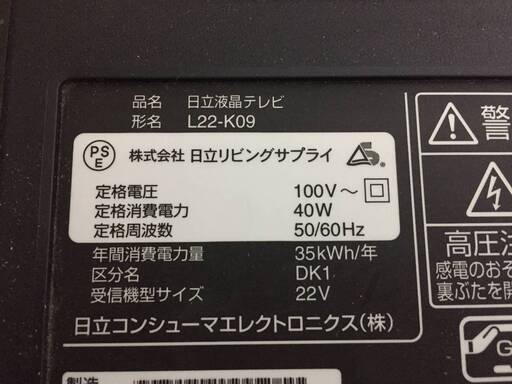 品名 日立液晶テレビ
形名 L22-K09
PS
E
株式会社 日立リビングサプライ
S
定格電圧 100V～
定格消費電力 40W
定格周波数 50/60Hz
年間消費電力量 35kWh/年
区分名 DK1
受信機型サイズ 22V
日立コンシューマエレクトロニクス(株)
製造
警
高圧注
感電のおそ
裏ぶたを開
G